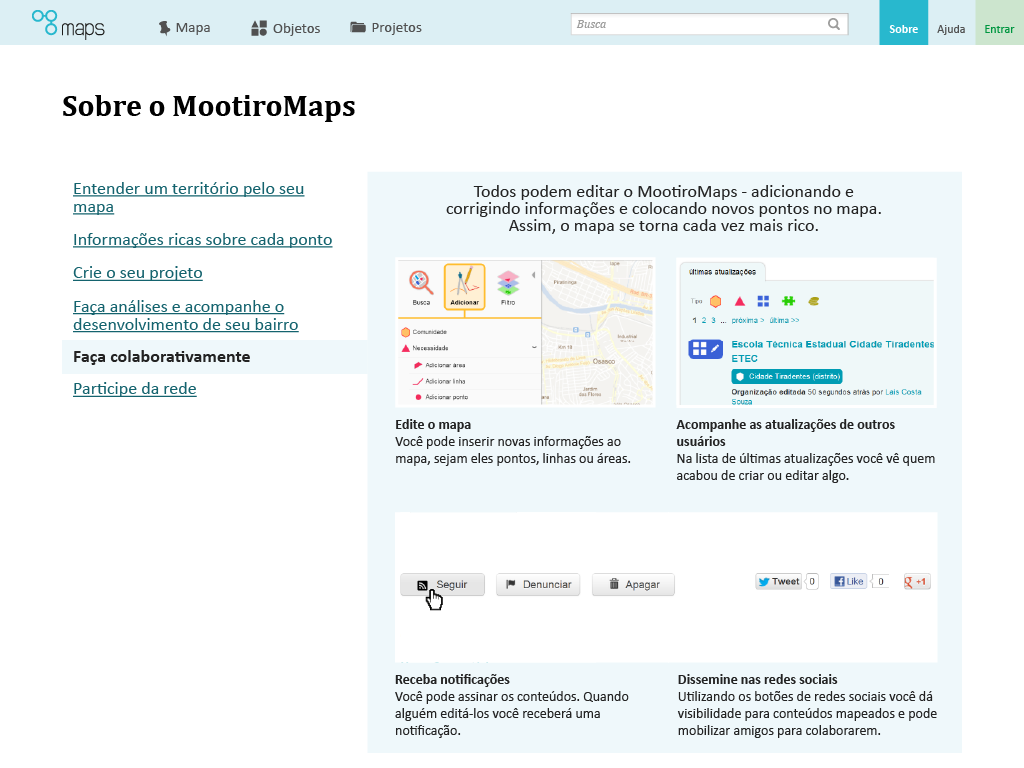 maps
Mapa
Objetos
Projetos
Busca
Sobre
Ajuda
Entrar
Sobre o MootiroMaps
Entender um território pelo seu
mapa
Informações ricas sobre cada ponto
Crie o seu projeto
Faça análises e acompanhe o
desenvolvimento de seu bairro
Faça colaborativamente
Participe da rede
Todos podem editar o MootiroMaps - adicionando e
corrigindo informações e colocando novos pontos no mapa.
Assim, o mapa se torna cada vez mais rico.
Busca
Adicionar
Filtro
Comunidade
Necessidade
Adicionar área
Adicionar linha
Adicionar ponto
Piratininga
Km 18
Osasco
Industrial
Jardim
das Flores
últimas atualizações
Tipo
1 2 3 ... próxima > última >>
Escola Técnica Estadual Cidade Tiradentes
ETEC
Cidade Tiradentes (distrito)
Organização editada 50 segundos atrás por Lais Costa
Souza
Edite o mapa
Você pode inserir novas informações ao
mapa, sejam eles pontos, linhas ou áreas.
Acompanhe as atualizações de outros
usuários
Na lista de últimas atualizações você vê quem
acabou de criar ou editar algo.
Seguir
Denunciar
Apagar
Tweet 0
Like 0
+1
Receba notificações
Você pode assinar os conteúdos. Quando
alguém editá-los você receberá uma
notificação.
Dissemine nas redes sociais
Utilizando os botões de redes sociais você dá
visibilidade para conteúdos mapeados e pode
mobilizar amigos para colaborarem.